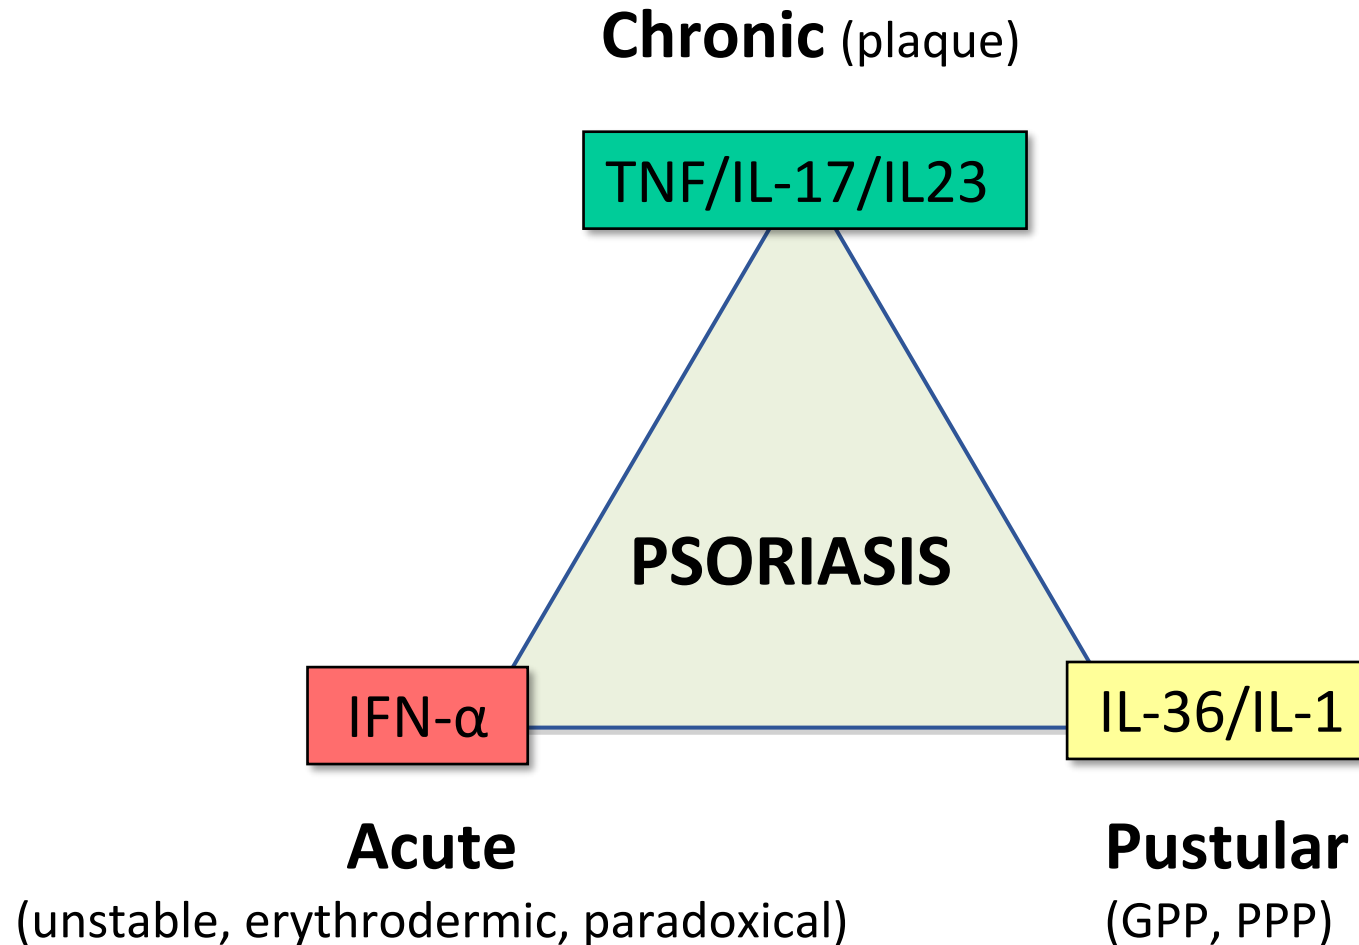 Chronic (plaque)
TNF/IL-17/IL23
PSORIASIS
IFN-α
IL-36/IL-1
Acute
(unstable, erythrodermic, paradoxical)
Pustular
(GPP, PPP)